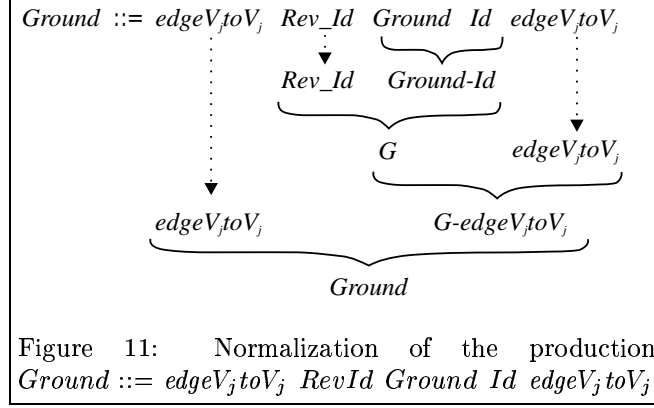 Ground ::= edgeVjtoVj Rev_Id Ground Id edgeVjtoVj
Rev_Id Ground-Id
G edgeVjtoVj
edgeVjtoVj G-edgeVjtoVj
Ground
Figure 11: Normalization of the production
Ground ::= edgeVjtoVj RevId Ground Id edgeVjtoVj